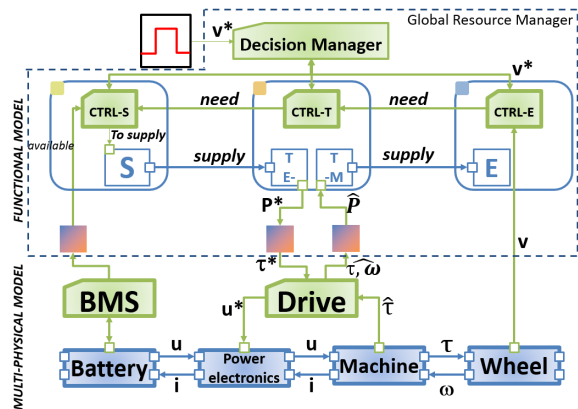 Global Resource Manager
v*
Decision Manager
v*
FUNCTIONAL MODEL
CTRL-S
need
CTRL-T
need
CTRL-E
To supply
available
S
supply
T
E-
T
-M
supply
E
P*
P̂
v
τ*
τ, ω̂
BMS
u*
Drive
τ̂
MULTI-PHYSICAL MODEL
Battery
u
i
Power
electronics
u
i
Machine
τ
ω
Wheel